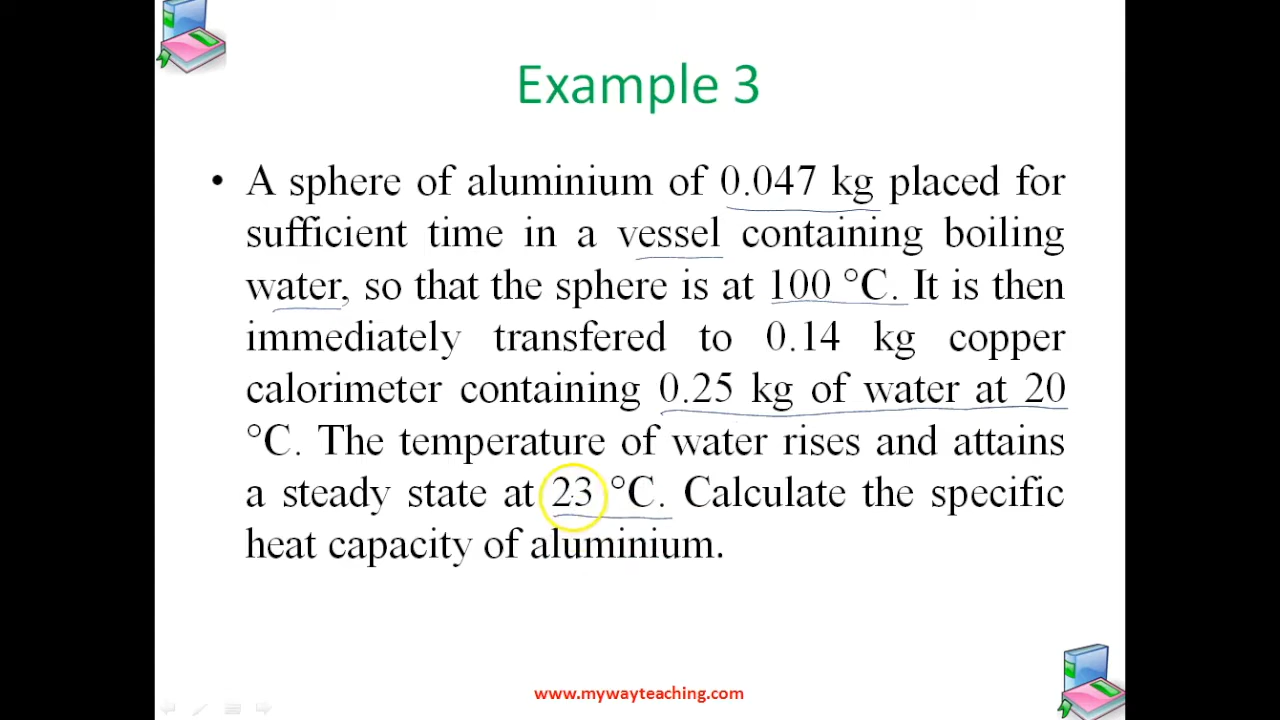 Example 3
• A sphere of aluminium of 0.047 kg placed for
sufficient time in a vessel containing boiling
water, so that the sphere is at 100 °C. It is then
immediately transfered to 0.14 kg copper
calorimeter containing 0.25 kg of water at 20
°C. The temperature of water rises and attains
a steady state at 23 °C. Calculate the specific
heat capacity of aluminium.
www.mywayteaching.com